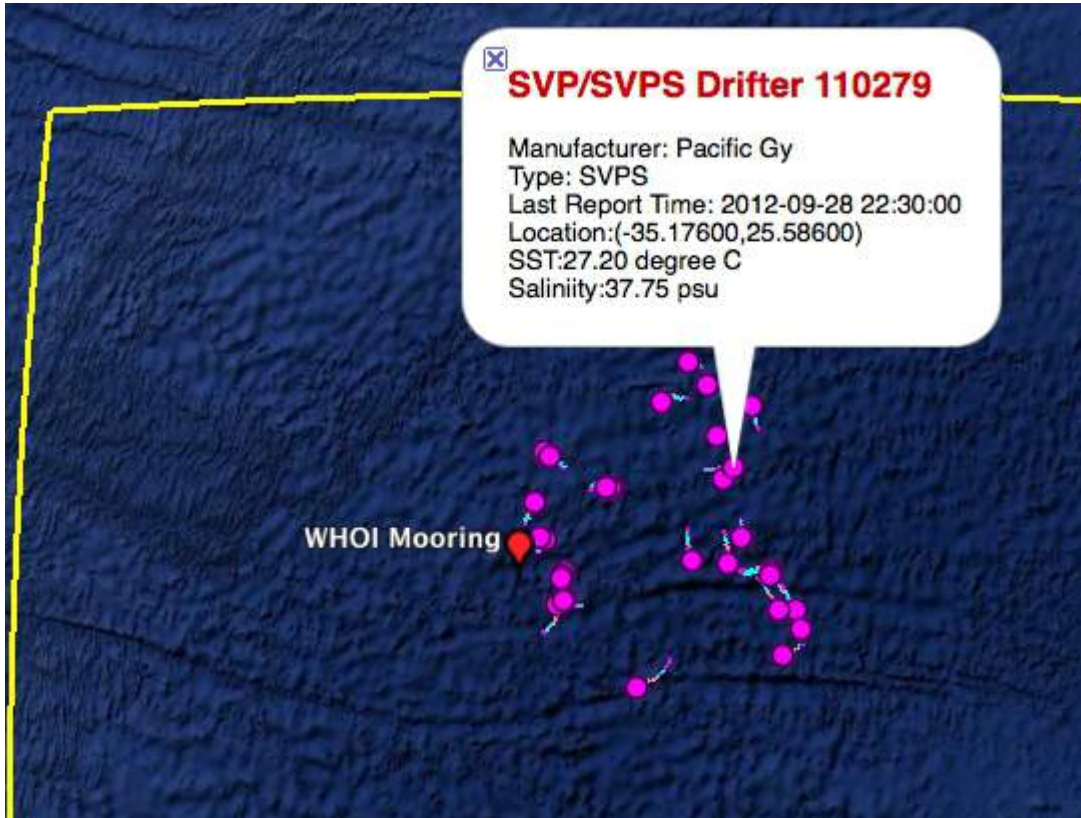 SVP/SVPS Drifter 110279
Manufacturer: Pacific Gy
Type: SVPS
Last Report Time: 2012-09-28 22:30:00
Location:(-35.17600,25.58600)
SST:27.20 degree C
Saliniity:37.75 psu
WHOI Mooring